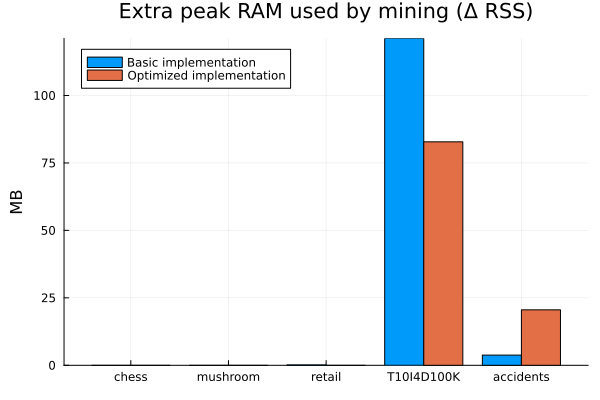 Extra peak RAM used by mining (Δ RSS)
Basic implementation
Optimized implementation
100
75
50
25
0
MB
chess mushroom retail T10I4D100K accidents